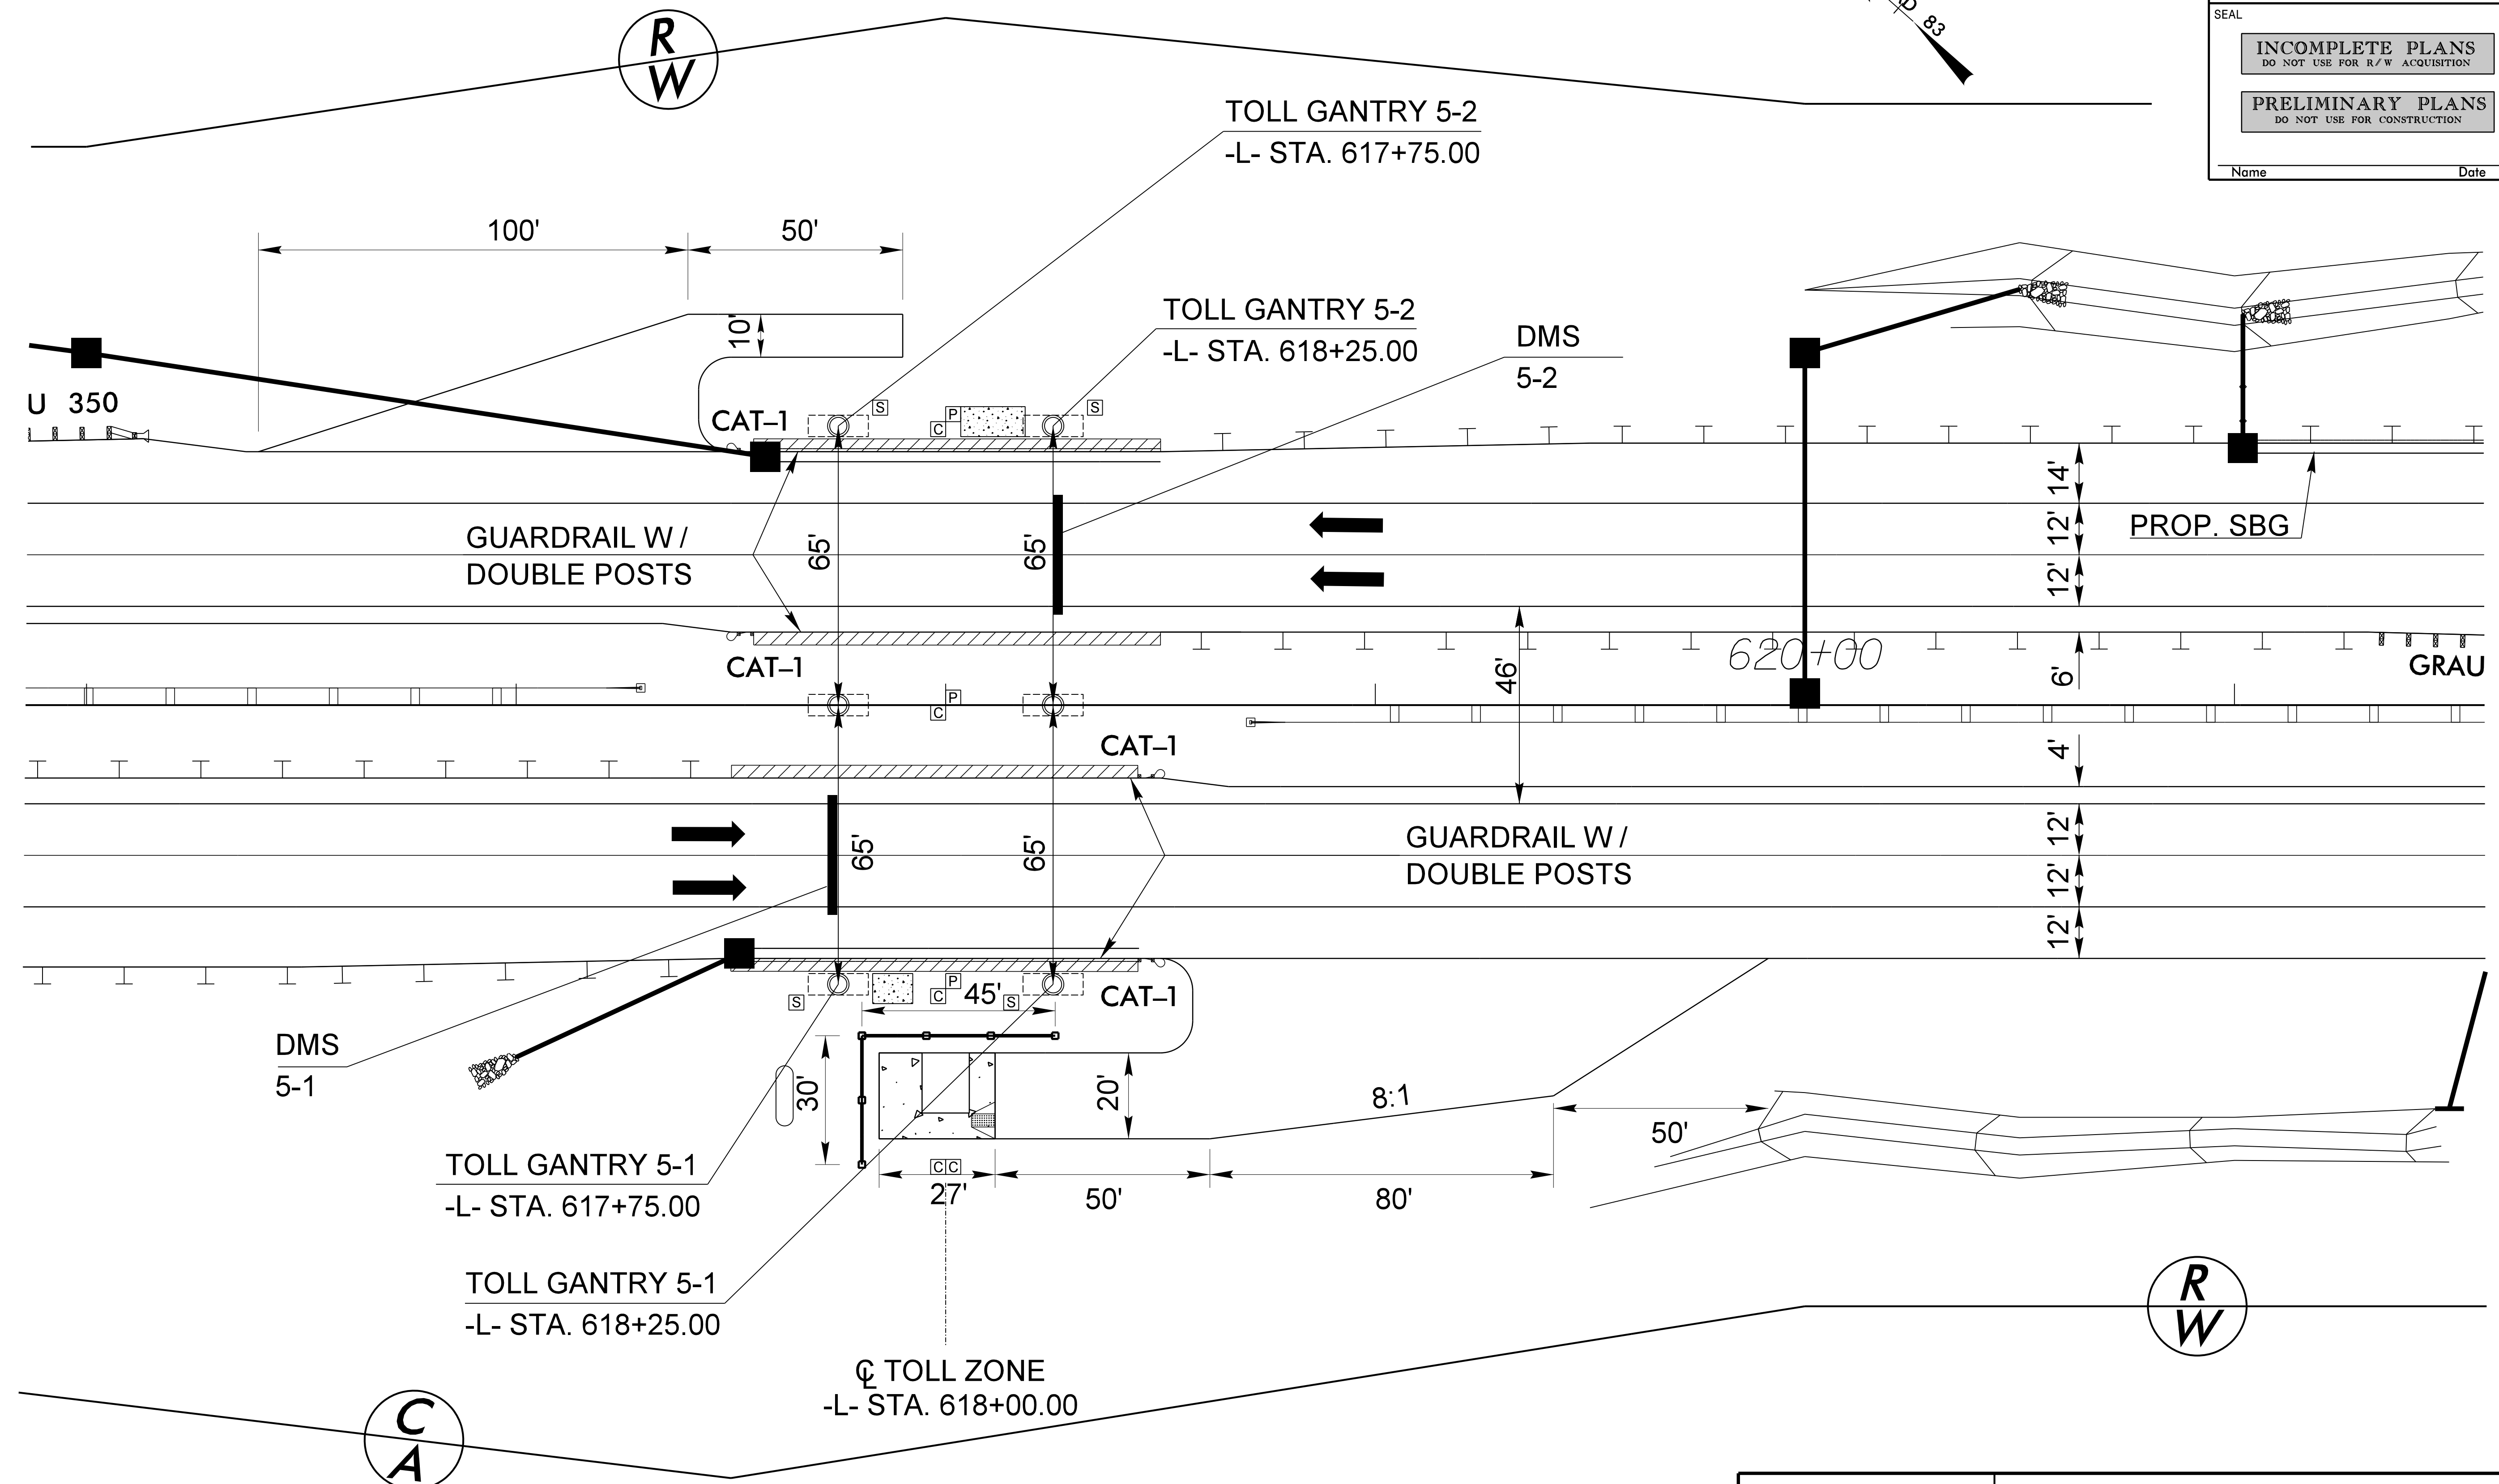 R
W
D 83
SEAL
INCOMPLETE PLANS
DO NOT USE FOR R/W ACQUISITION
PRELIMINARY PLANS
DO NOT USE FOR CONSTRUCTION
Name Date
TOLL GANTRY 5-2
-L- STA. 617+75.00
100' 50'
10'
TOLL GANTRY 5-2
-L- STA. 618+25.00
DMS
5-2
U 350
CAT-1
S
P
C
S
14'
GUARDRAIL W /
DOUBLE POSTS
65'
65'
12'
PROP. SBG
12'
CAT-1
46'
620+00
6'
GRAU
P
C
CAT-1
4'
65'
65'
GUARDRAIL W /
DOUBLE POSTS
12'
12'
12'
S
P
C
45'
S
CAT-1
DMS
5-1
30'
20'
8:1
50'
C C
27'
50'
80'
TOLL GANTRY 5-1
-L- STA. 617+75.00
TOLL GANTRY 5-1
-L- STA. 618+25.00
R
W
℄ TOLL ZONE
-L- STA. 618+00.00
C
A